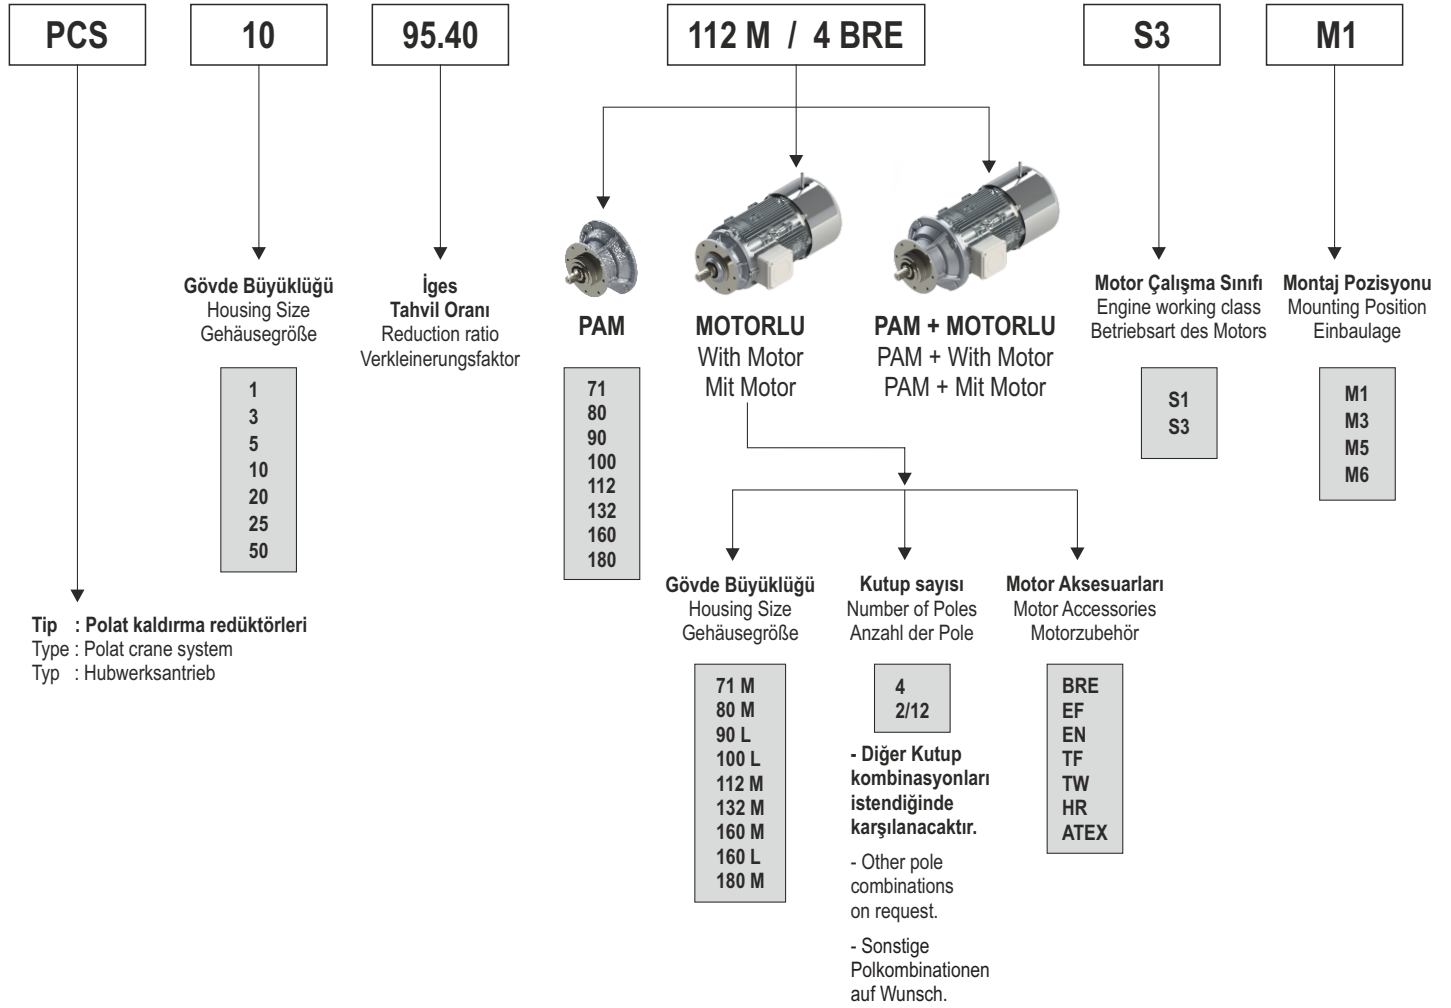 PCS
10
95.40
112 M / 4 BRE
S3
M1
Gövde Büyüklüğü
Housing Size
Gehäusegröße
1
3
5
10
20
25
50
İges
Tahvil Oranı
Reduction ratio
Verkleinerungsfaktor
PAM
71
80
90
100
112
132
160
180
MOTORLU
With Motor
Mit Motor
PAM + MOTORLU
PAM + With Motor
PAM + Mit Motor
Motor Çalışma Sınıfı
Engine working class
Betriebsart des Motors
S1
S3
Montaj Pozisyonu
Mounting Position
Einbaulage
M1
M3
M5
M6
Tip : Polat kaldırma redüktörleri
Type : Polat crane system
Typ : Hubwerksantrieb
Gövde Büyüklüğü
Housing Size
Gehäusegröße
71 M
80 M
90 L
100 L
112 M
132 M
160 M
160 L
180 M
Kutup sayısı
Number of Poles
Anzahl der Pole
4
2/12
- Diğer Kutup
kombinasyonları
istendiğinde
karşılanacaktır.
- Other pole
combinations
on request.
- Sonstige
Polkombinationen
auf Wunsch.
Motor Aksesuarları
Motor Accessories
Motorzubehör
BRE
EF
EN
TF
TW
HR
ATEX